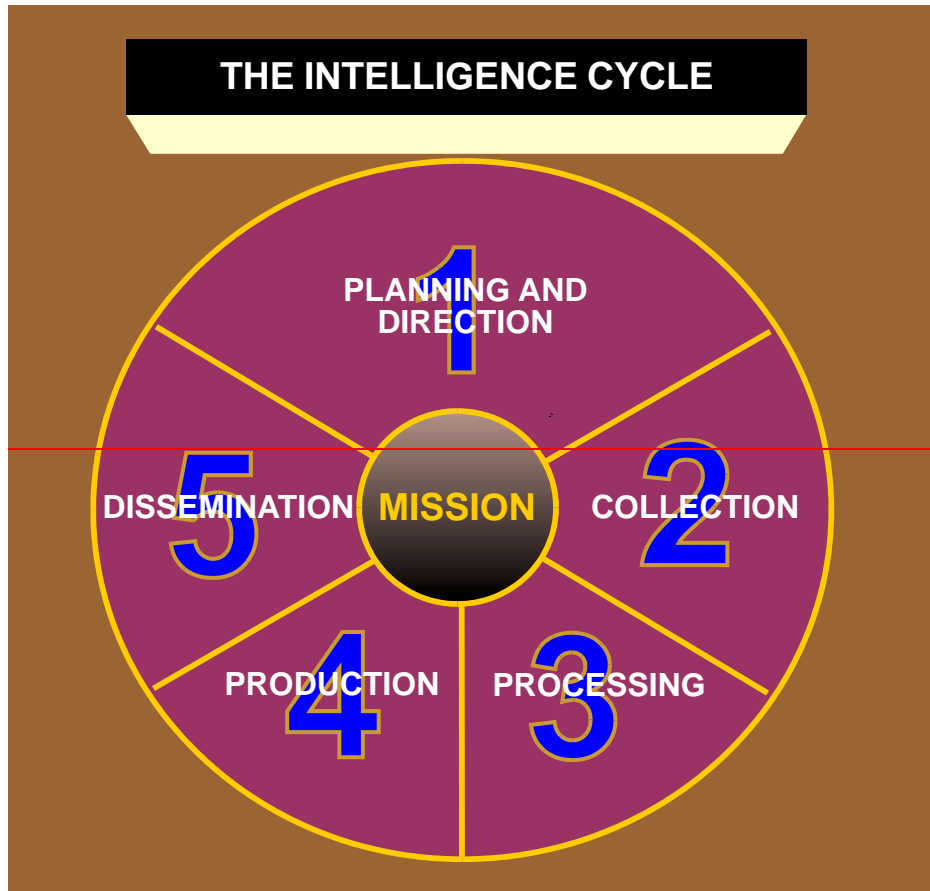 THE INTELLIGENCE CYCLE
1
PLANNING AND
DIRECTION
2
COLLECTION
3
PROCESSING
4
PRODUCTION
5
DISSEMINATION
MISSION